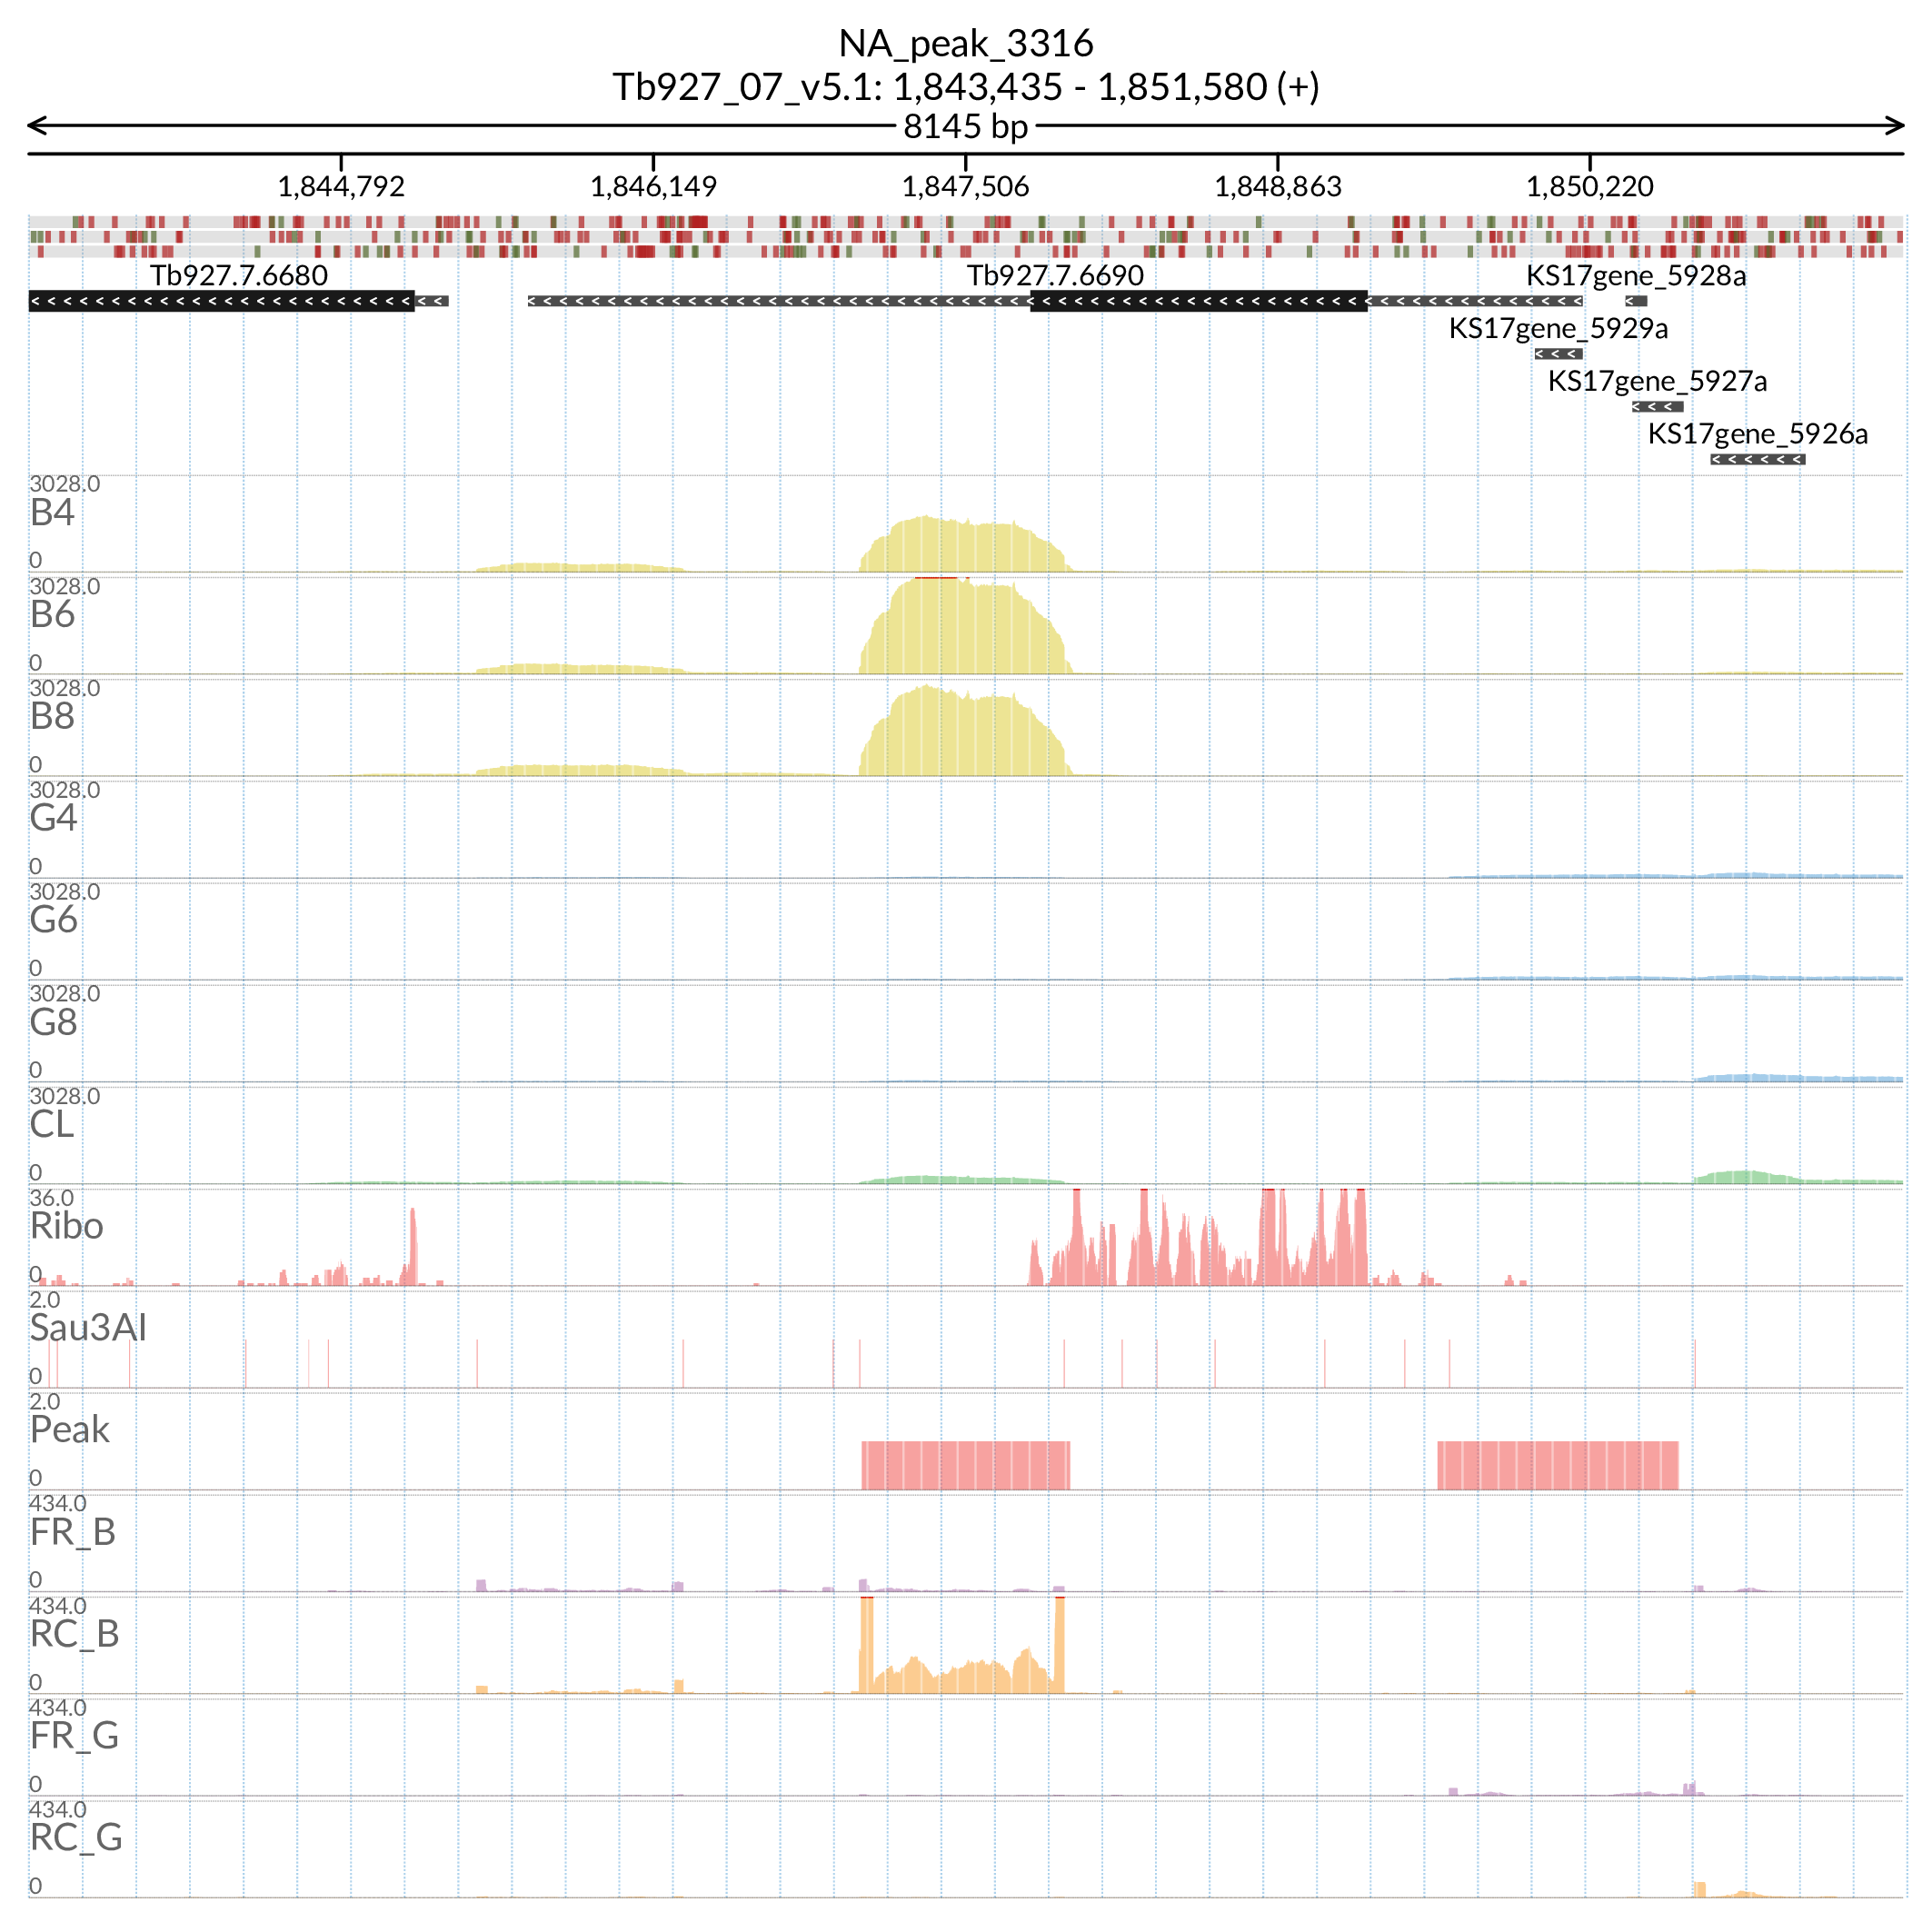 NA_peak_3316
Tb927_07_v5.1: 1,843,435 - 1,851,580 (+)
8145 bp
1,844,792 1,846,149 1,847,506 1,848,863 1,850,220
Tb927.7.6680 Tb927.7.6690 KS17gene_5928a
KS17gene_5929a
KS17gene_5927a
KS17gene_5926a
3028.0
B4
0
3028.0
B6
0
3028.0
B8
0
3028.0
G4
0
3028.0
G6
0
3028.0
G8
0
3028.0
CL
0
36.0
Ribo
0
2.0
Sau3AI
0
2.0
Peak
0
434.0
FR_B
0
434.0
RC_B
0
434.0
FR_G
0
434.0
RC_G
0